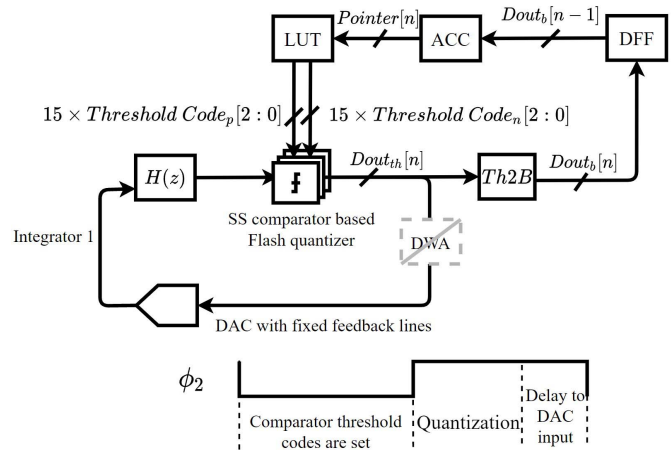 Pointer[n]
Dout_b[n−1]
LUT
ACC
DFF
15 × Threshold Code_p[2 : 0]
15 × Threshold Code_n[2 : 0]
H(z)
Dout_th[n]
Th2B
Dout_b[n]
SS comparator based
Flash quantizer
Integrator 1
DWA
DAC with fixed feedback lines
ϕ_2
Comparator threshold
codes are set
Quantization
Delay to
DAC
input